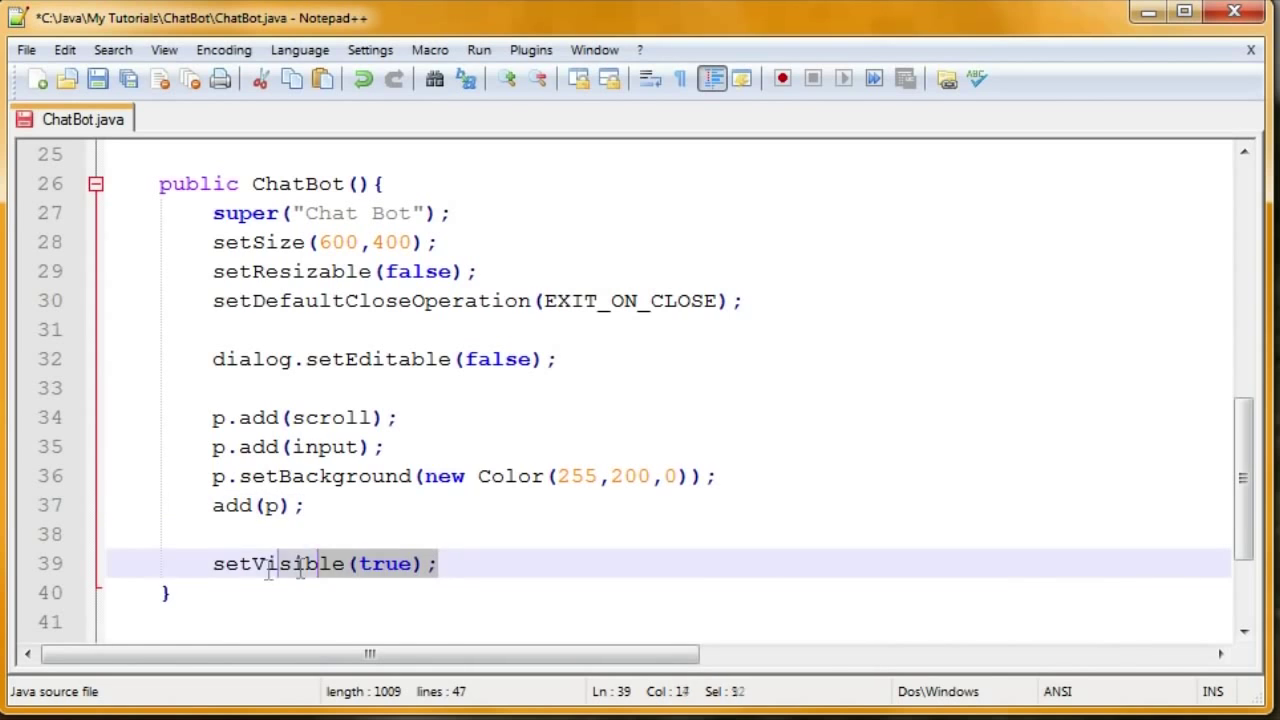 *C:\Java\My Tutorials\ChatBot\ChatBot.java - Notepad++
File Edit Search View Encoding Language Settings Macro Run Plugins Window ? X
ABC
ChatBot.java
25
26 public ChatBot(){
27 super("Chat Bot");
28 setSize(600,400);
29 setResizable(false);
30 setDefaultCloseOperation(EXIT_ON_CLOSE);
31
32 dialog.setEditable(false);
33
34 p.add(scroll);
35 p.add(input);
36 p.setBackground(new Color(255,200,0));
37 add(p);
38
39 setVisible(true);
40 }
41
Java source file length : 1009 lines : 47 Ln : 39 Col : Sel : Dos\Windows ANSI INS